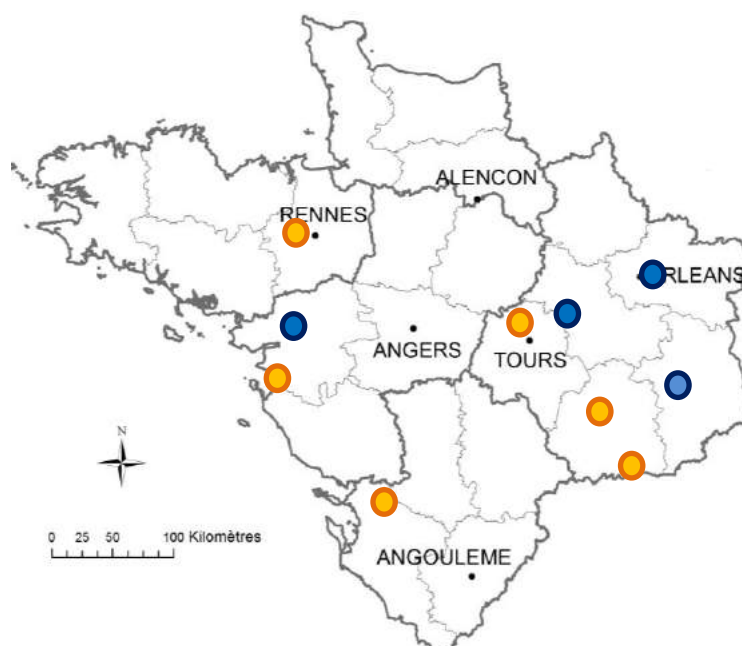 ALENCON
RENNES
RLEANS
ANGERS
TOURS
N
0 25 50 100 Kilomètres
ANGOULEME